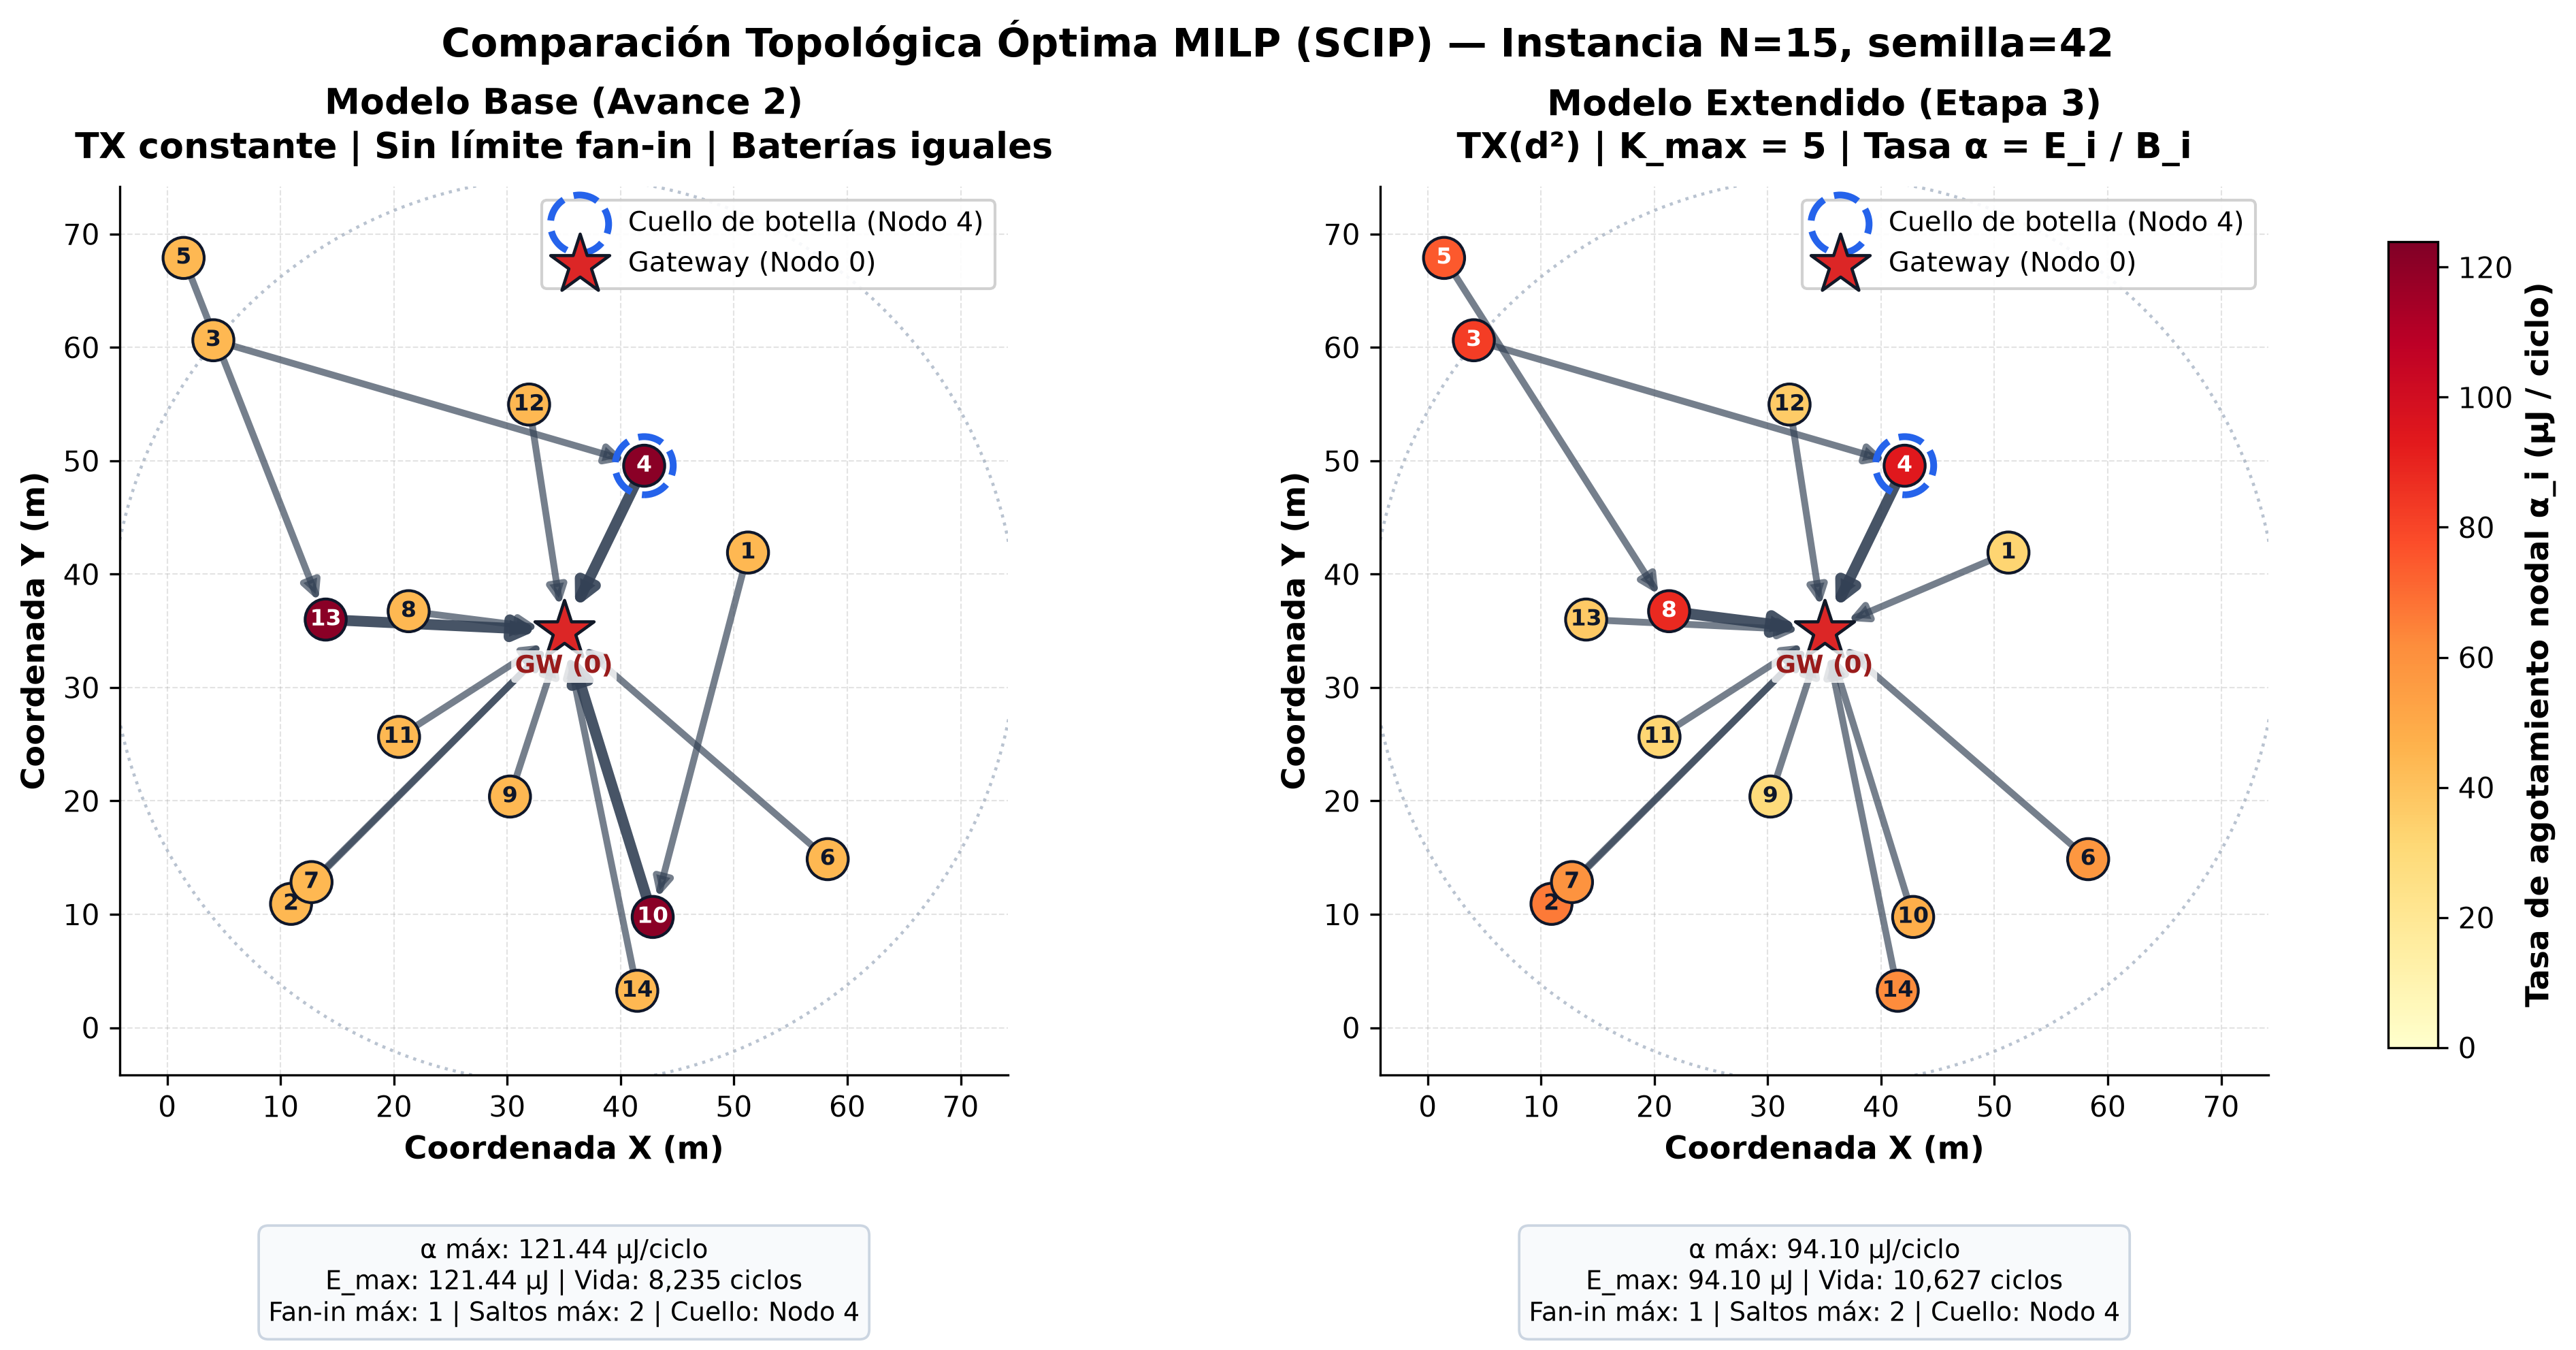 Comparación Topológica Óptima MILP (SCIP) — Instancia N=15, semilla=42
Modelo Base (Avance 2)
TX constante | Sin límite fan-in | Baterías iguales
Cuello de botella (Nodo 4)
Gateway (Nodo 0)
70
60
50
40
30
20
10
0
Coordenada Y (m)
5
3
12
4
1
13
8
GW (0)
11
9
7
2
6
10
14
0 10 20 30 40 50 60 70
Coordenada X (m)
α máx: 121.44 µJ/ciclo
E_max: 121.44 µJ | Vida: 8,235 ciclos
Fan-in máx: 1 | Saltos máx: 2 | Cuello: Nodo 4
Modelo Extendido (Etapa 3)
TX(d²) | K_max = 5 | Tasa α = E_i / B_i
Cuello de botella (Nodo 4)
Gateway (Nodo 0)
70
60
50
40
30
20
10
0
Coordenada Y (m)
5
3
12
4
1
13
8
GW (0)
11
9
7
2
6
10
14
0 10 20 30 40 50 60 70
Coordenada X (m)
α máx: 94.10 µJ/ciclo
E_max: 94.10 µJ | Vida: 10,627 ciclos
Fan-in máx: 1 | Saltos máx: 2 | Cuello: Nodo 4
120
100
80
60
40
20
0
Tasa de agotamiento nodal α_i (µJ / ciclo)